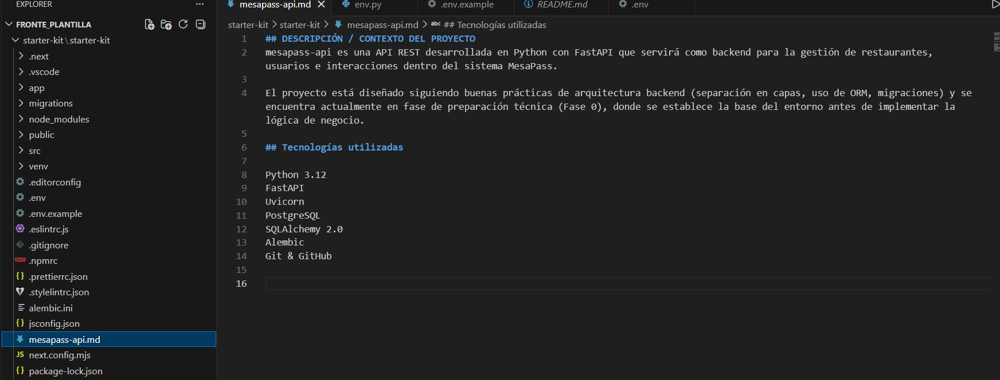 EXPLORER
...
FRONTE_PLANTILLA
starter-kit\starter-kit
.next
.vscode
app
migrations
node_modules
public
src
venv
.editorconfig
.env
.env.example
.eslintrc.js
.gitignore
.npmrc
.prettierrc.json
.stylelintrc.json
alembic.ini
jsconfig.json
mesapass-api.md
JS next.config.mjs
package-lock.json
mesapass-api.md
env.py
.env.example
README.md
.env
starter-kit > starter-kit > mesapass-api.md > abc ## Tecnologías utilizadas
1 ## DESCRIPCIÓN / CONTEXTO DEL PROYECTO
2 mesapass-api es una API REST desarrollada en Python con FastAPI que servirá como backend para la gestión de restaurantes,
usuarios e interacciones dentro del sistema MesaPass.
3
4 El proyecto está diseñado siguiendo buenas prácticas de arquitectura backend (separación en capas, uso de ORM, migraciones) y se
encuentra actualmente en fase de preparación técnica (Fase 0), donde se establece la base del entorno antes de implementar la
lógica de negocio.
5
6 ## Tecnologías utilizadas
7
8 Python 3.12
9 FastAPI
10 Uvicorn
11 PostgreSQL
12 SQLAlchemy 2.0
13 Alembic
14 Git & GitHub
15
16